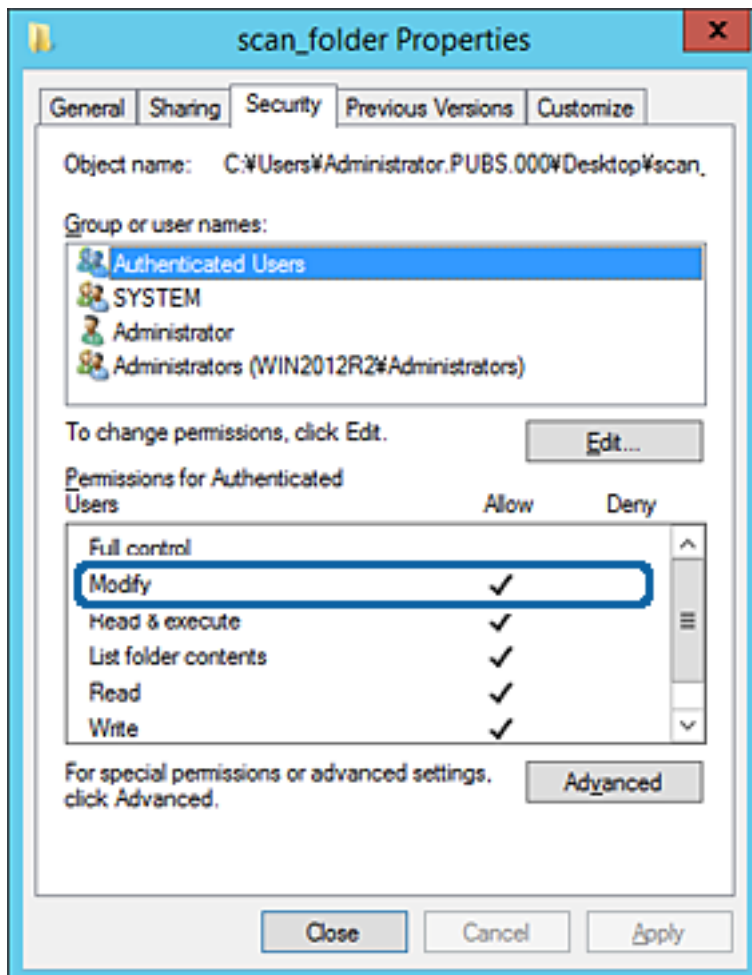 scan_folder Properties
x
General Sharing Security Previous Versions Customize
Object name: C:¥Users¥Administrator.PUBS.000¥Desktop¥scan_
Group or user names:
Authenticated Users
SYSTEM
Administrator
Administrators (WIN2012R2¥Administrators)
To change permissions, click Edit.
Edit...
Permissions for Authenticated
Users Allow Deny
Full control
Modify
Read & execute
List folder contents
Read
Write
For special permissions or advanced settings,
click Advanced.
Advanced
Close Cancel Apply